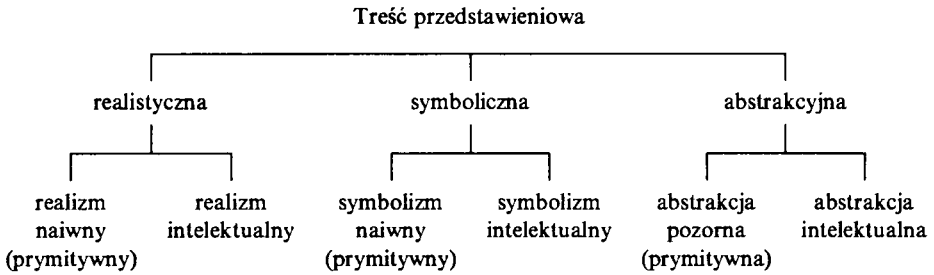 Treść przedstawieniowa
realistyczna symboliczna abstrakcyjna
realizm realizm symbolizm symbolizm abstrakcja abstrakcja
naiwny intelektualny naiwny intelektualny pozorna intelektualna
(prymitywny) (prymitywny) (prymitywna)